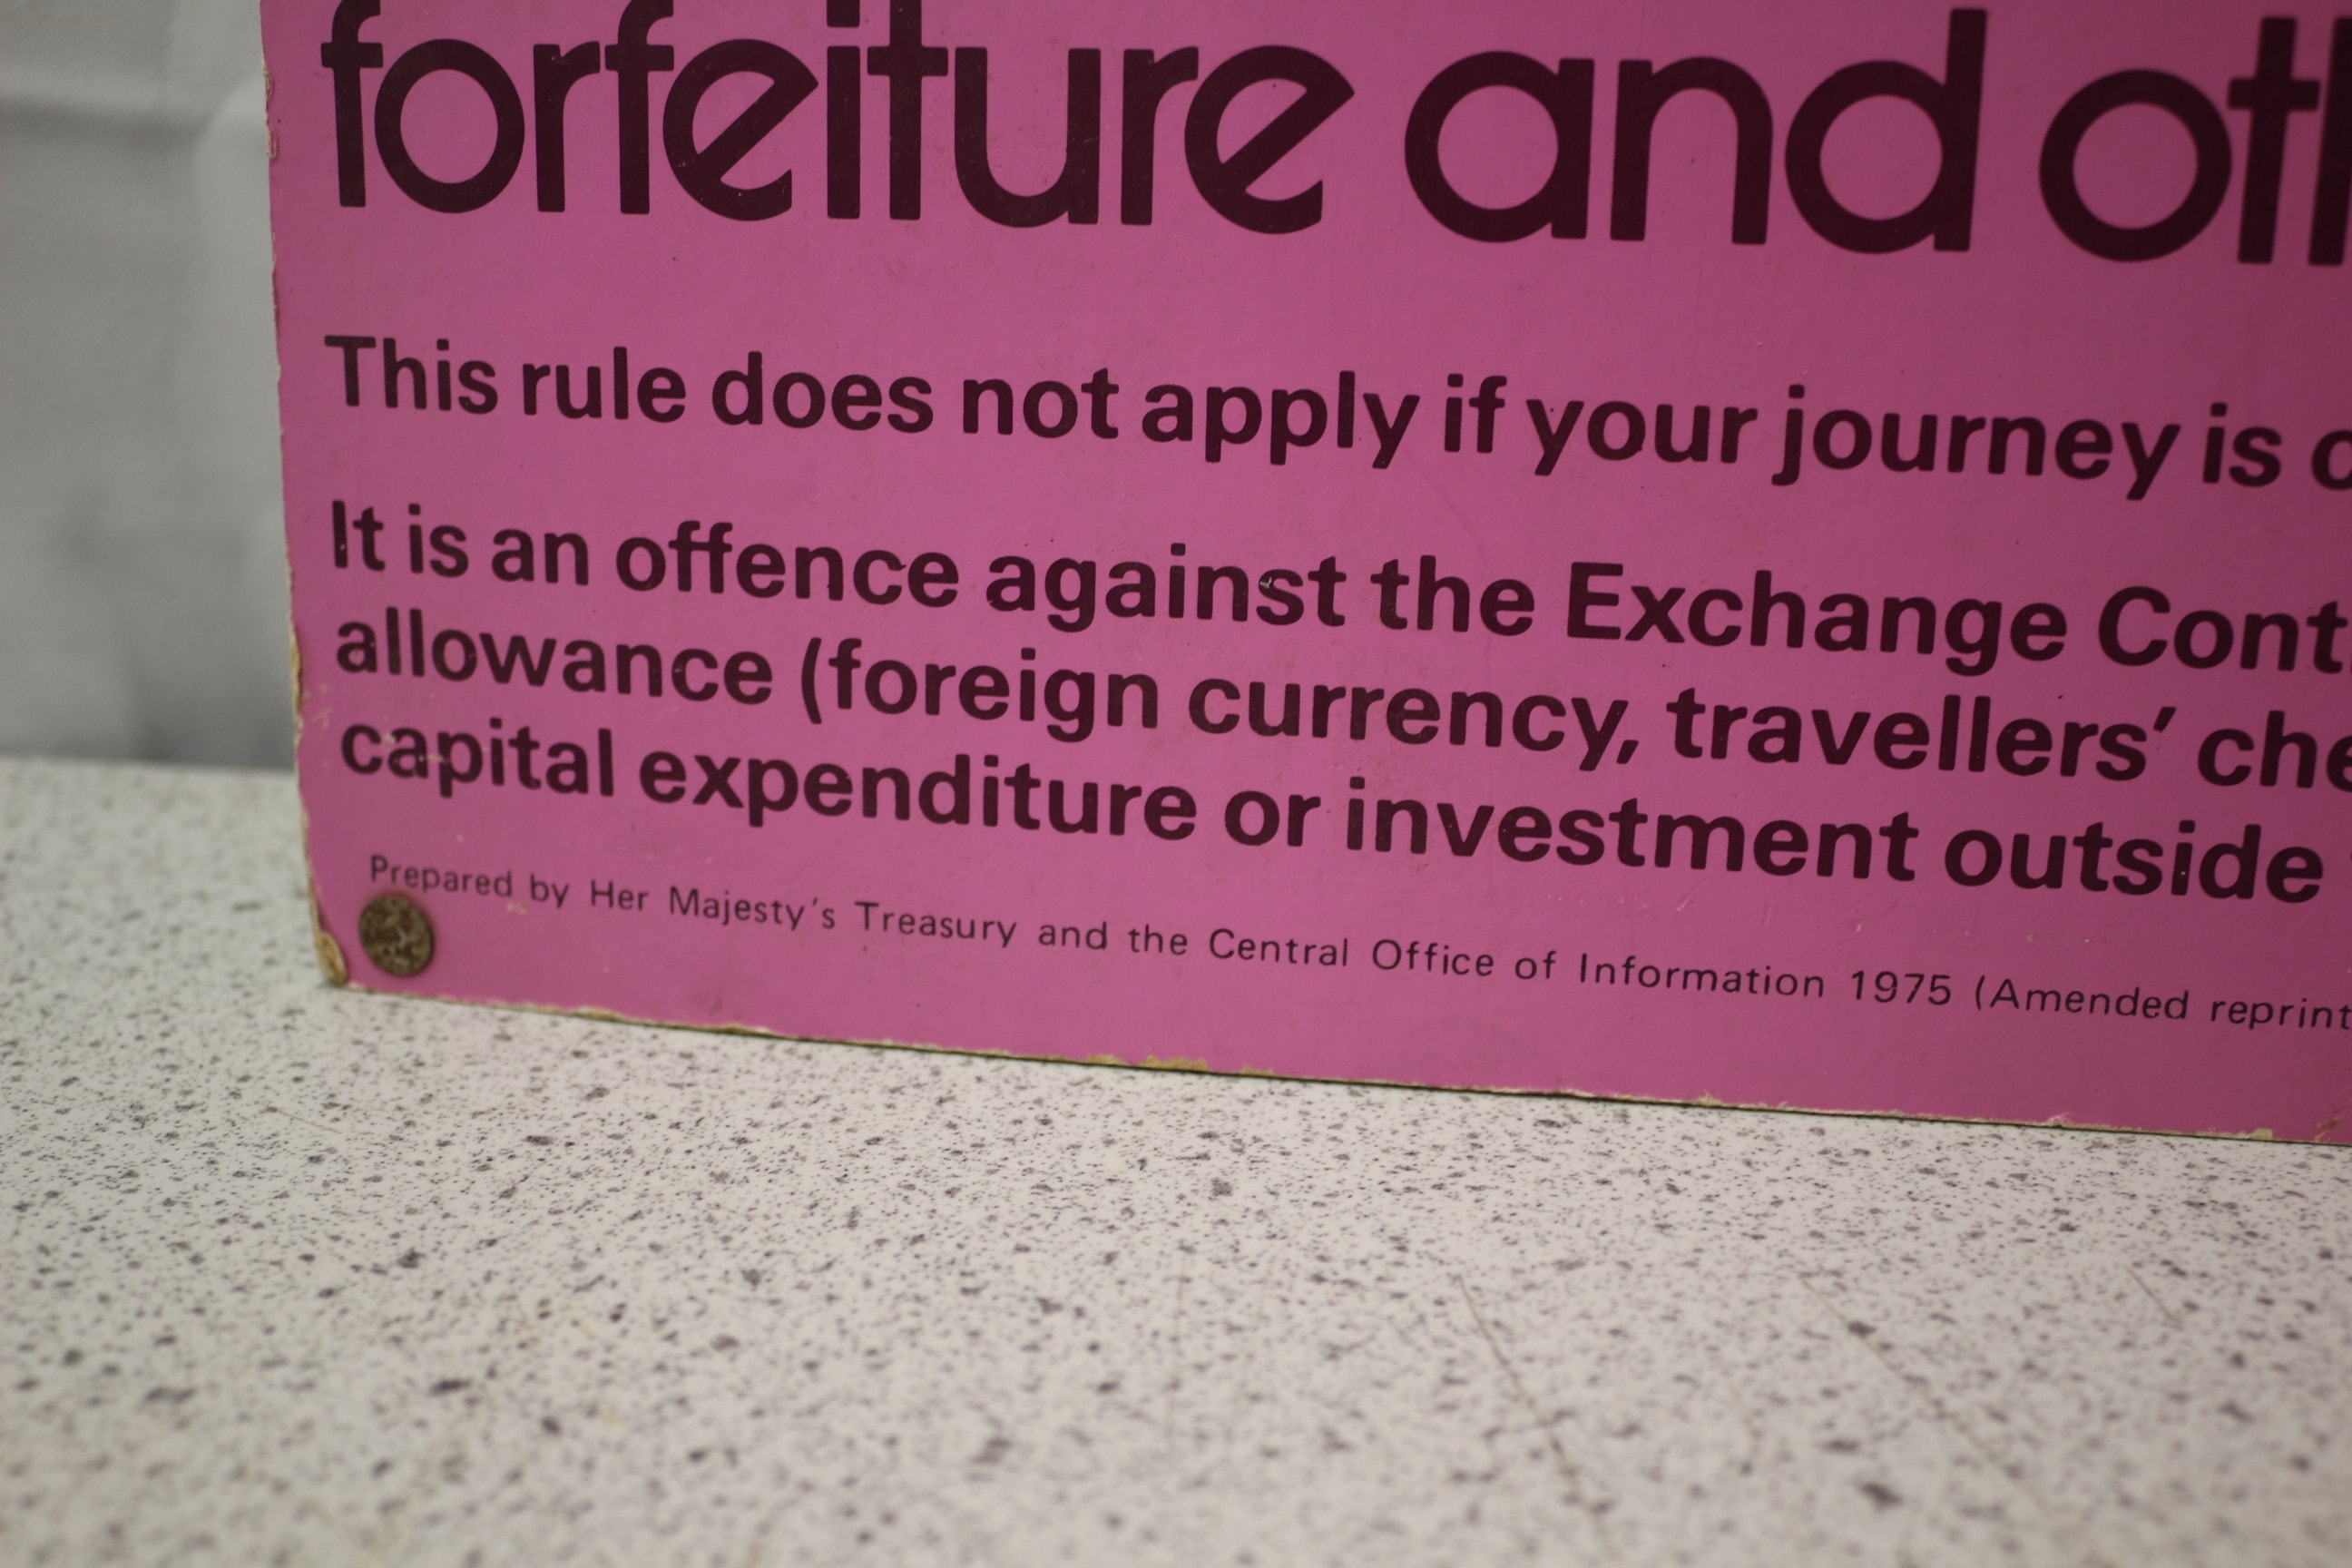 forfeiture and oth
This rule does not apply if your journey is
It is an offence against the Exchange Cont
allowance (foreign currency, travellers’ che
capital expenditure or investment outside
Prepared by Her Majesty's Treasury and the Central Office of Information 1975 (Amended reprint